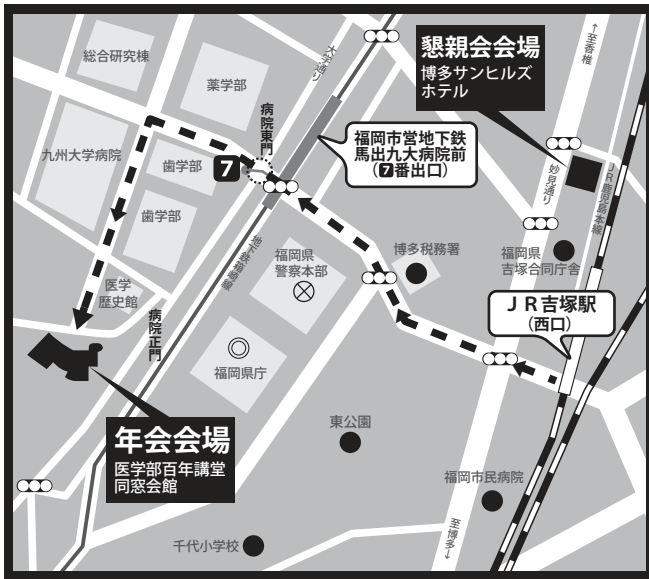 総合研究棟
薬学部
大学通り
↑至香椎
懇親会会場
博多サンヒルズ
ホテル
病院東門
九州大学病院
歯学部
7
福岡市営地下鉄
馬出九大病院前
(7番出口)
妙見通り
JR鹿児島本線
歯学部
地下鉄箱崎線
福岡県
警察本部
博多税務署
福岡県
吉塚合同庁舎
医学
歴史館
病院正門
JR吉塚駅
(西口)
福岡県庁
年会会場
医学部百年講堂
同窓会館
東公園
福岡市民病院
千代小学校
至博多↓